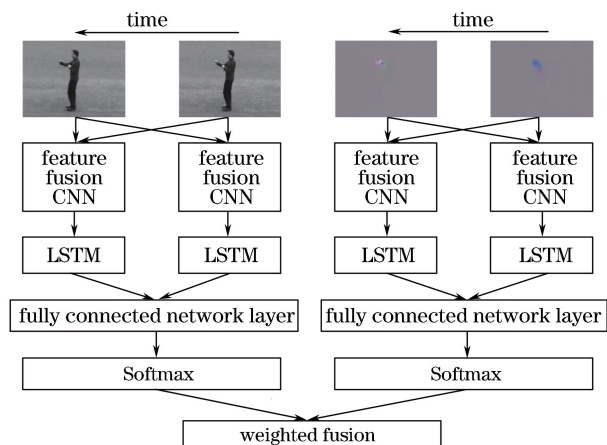 time
time
feature
fusion
CNN
feature
fusion
CNN
feature
fusion
CNN
feature
fusion
CNN
LSTM
LSTM
LSTM
LSTM
fully connected network layer
fully connected network layer
Softmax
Softmax
weighted fusion